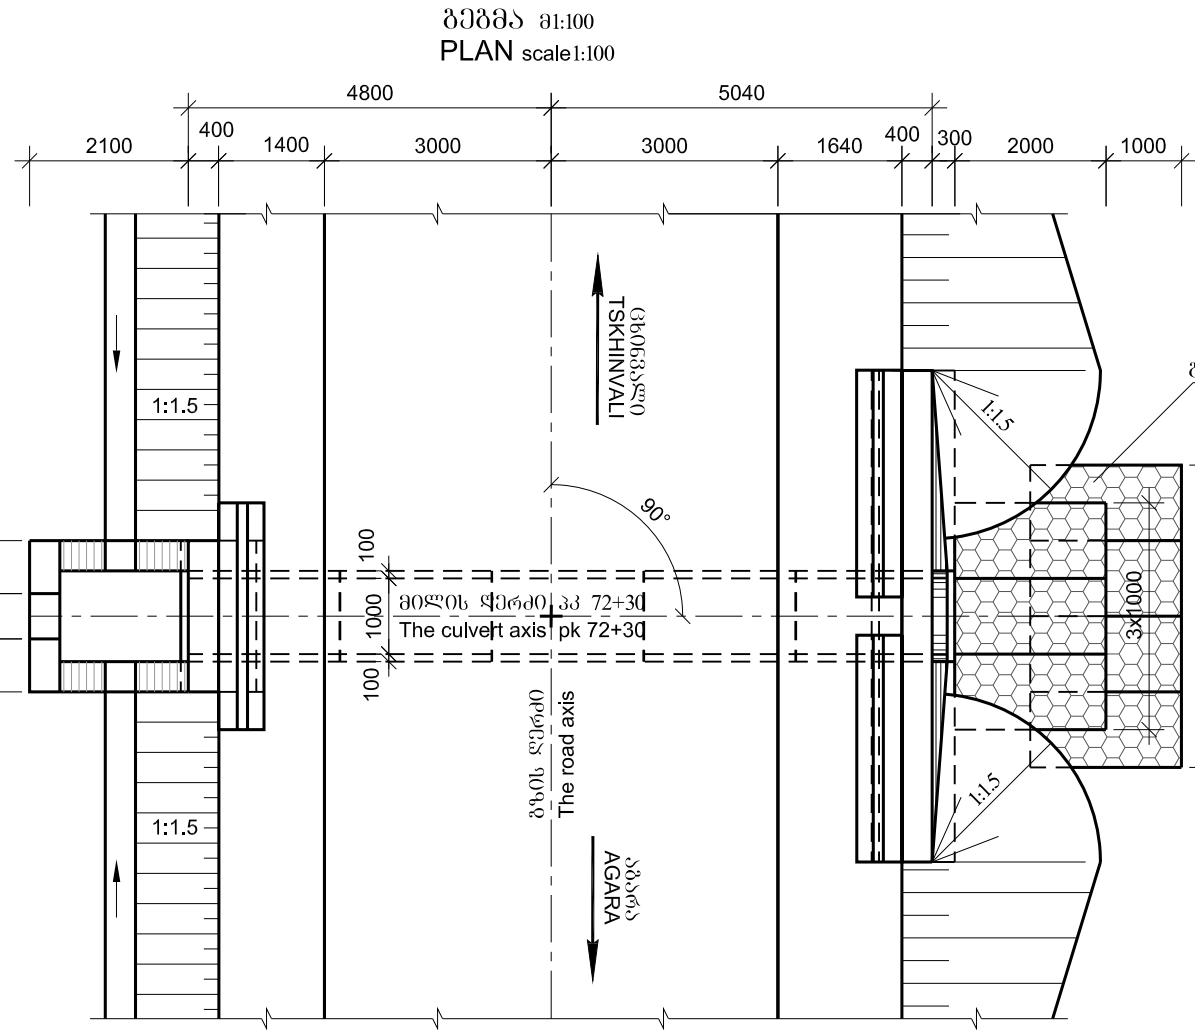 გეგმა მ1:100
PLAN scale1:100
4800
5040
2100
400
1400
3000
3000
1640
400
300
2000
1000
ცხინვალი
TSKHINVALI
1:1.5
1:1.5
90°
100
1000
100
მილის ღერძი პკ 72+30
The culvert axis pk 72+30
3x1000
გზის ღერძი
The road axis
1:1.5
1:1.5
აგარა
AGARA